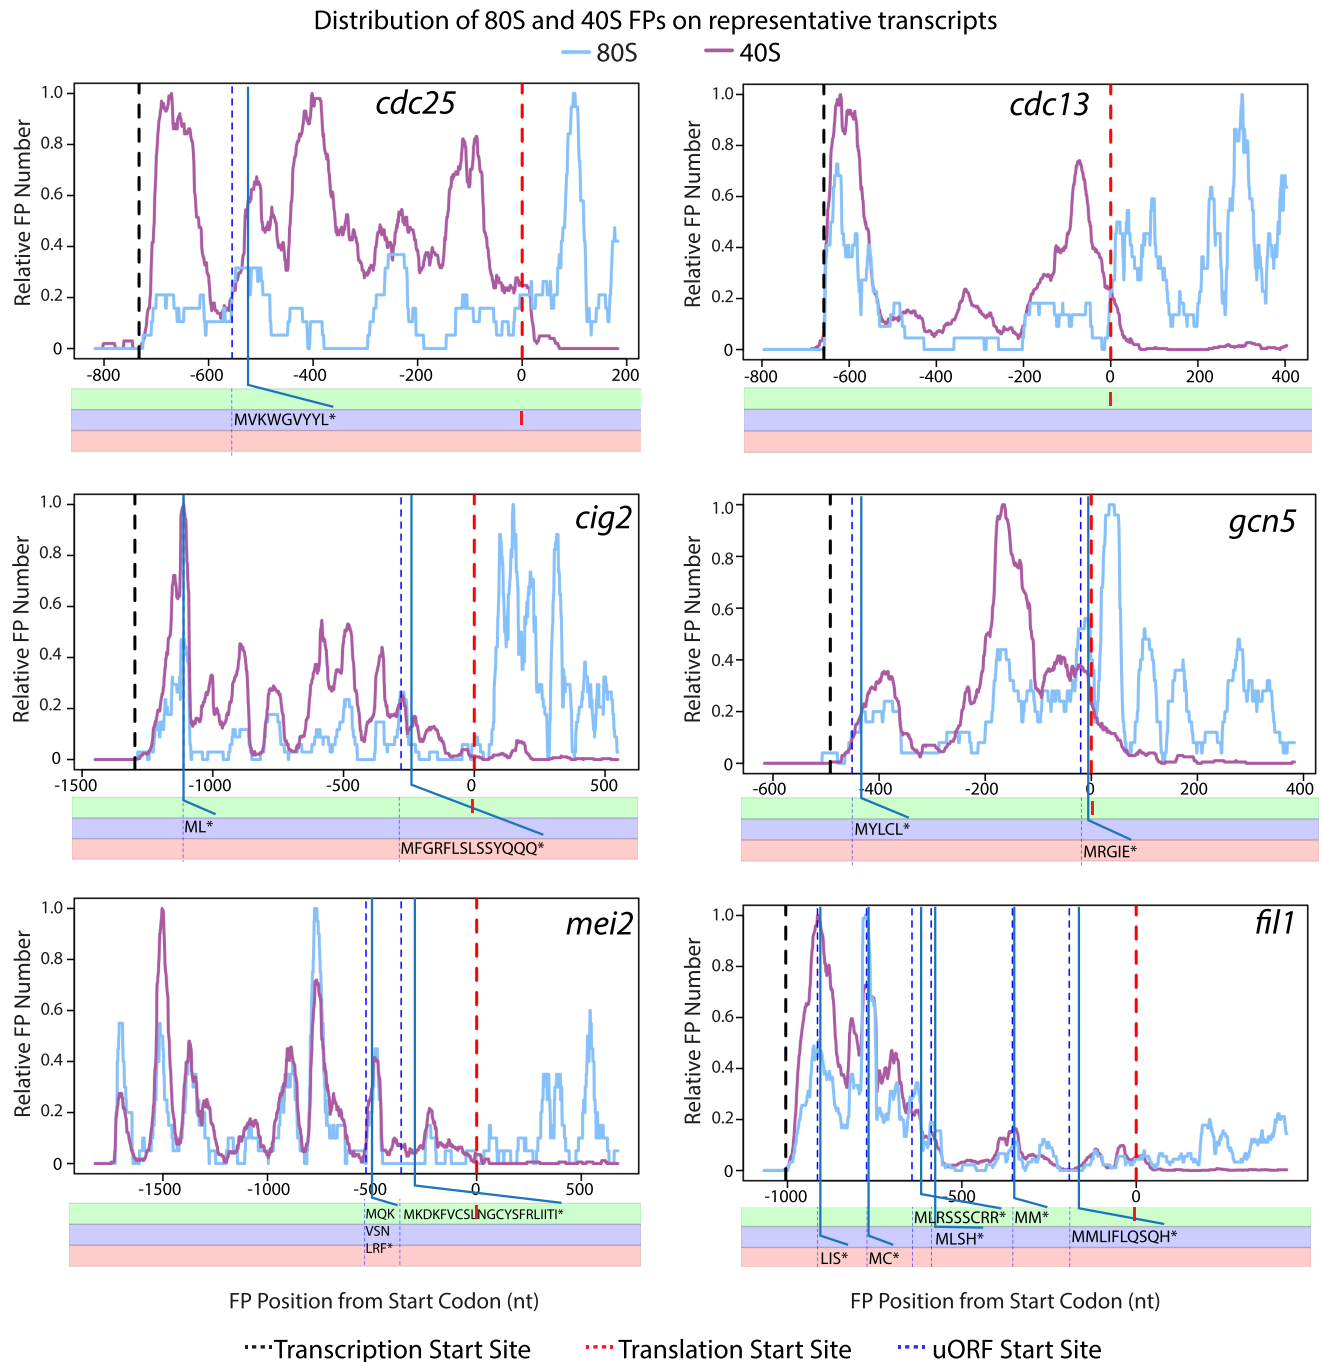 Distribution of 80S and 40S FPs on representative transcripts
80S 40S
cdc25
Relative FP Number
1.0
0.8
0.6
0.4
0.2
0
-800 -600 -400 -200 0 200
MVKWGVYYL*
cdc13
Relative FP Number
1.0
0.8
0.6
0.4
0.2
0
-800 -600 -400 -200 0 200 400
cig2
Relative FP Number
1.0
0.8
0.6
0.4
0.2
0
-1500 -1000 -500 0 500
ML*
MFGRFLSLSSYQQQ*
gcn5
Relative FP Number
1.0
0.8
0.6
0.4
0.2
0
-600 -400 -200 0 200 400
MYLCL*
MRGIE*
mei2
Relative FP Number
1.0
0.8
0.6
0.4
0.2
0
-1500 -1000 -500 0 500
MQK MKDKFVCSLNGCYSFRLIITI*
VSN
LRF*
fil1
Relative FP Number
1.0
0.8
0.6
0.4
0.2
0
-1000 -500 0
MLRSSSCRR* MM*
MLSH* MMLIFLQSQH*
LIS* MC*
FP Position from Start Codon (nt) FP Position from Start Codon (nt)
Transcription Start Site Translation Start Site uORF Start Site